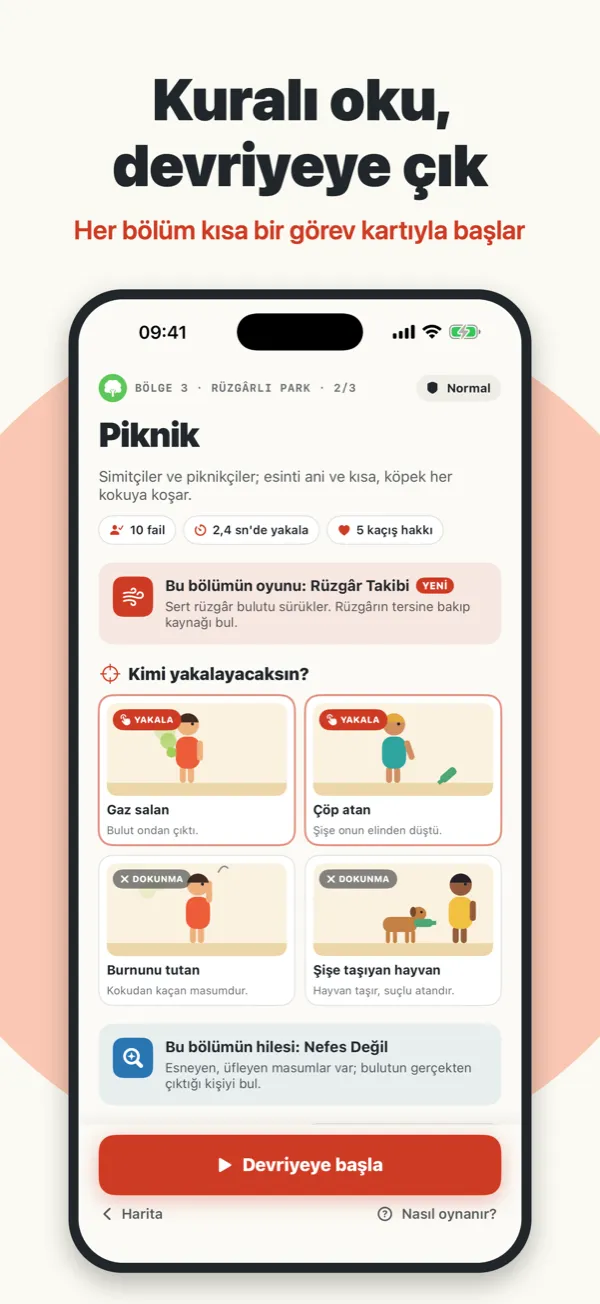 Kuralı oku,
devriyeye çık
Her bölüm kısa bir görev kartıyla başlar
09:41
BÖLGE 3 · RÜZGÂRLI PARK · 2/3
Normal
Piknik
Simitçiler ve piknikçiler; esinti ani ve kısa, köpek her
kokuya koşar.
10 fail
2,4 sn'de yakala
5 kaçış hakkı
Bu bölümün oyunu: Rüzgâr Takibi YENİ
Sert rüzgâr bulutu sürükler. Rüzgârın tersine bakıp
kaynağı bul.
Kimi yakalayacaksın?
YAKALA
Gaz salan
Bulut ondan çıktı.
YAKALA
Çöp atan
Şişe onun elinden düştü.
DOKUNMA
Burnunu tutan
Kokudan kaçan masumdur.
DOKUNMA
Şişe taşıyan hayvan
Hayvan taşır, suçlu atandır.
Bu bölümün hilesi: Nefes Değil
Esneyen, üfleyen masumlar var; bulutun gerçekten
çıktığı kişiyi bul.
Devriyeye başla
Harita
Nasıl oynanır?